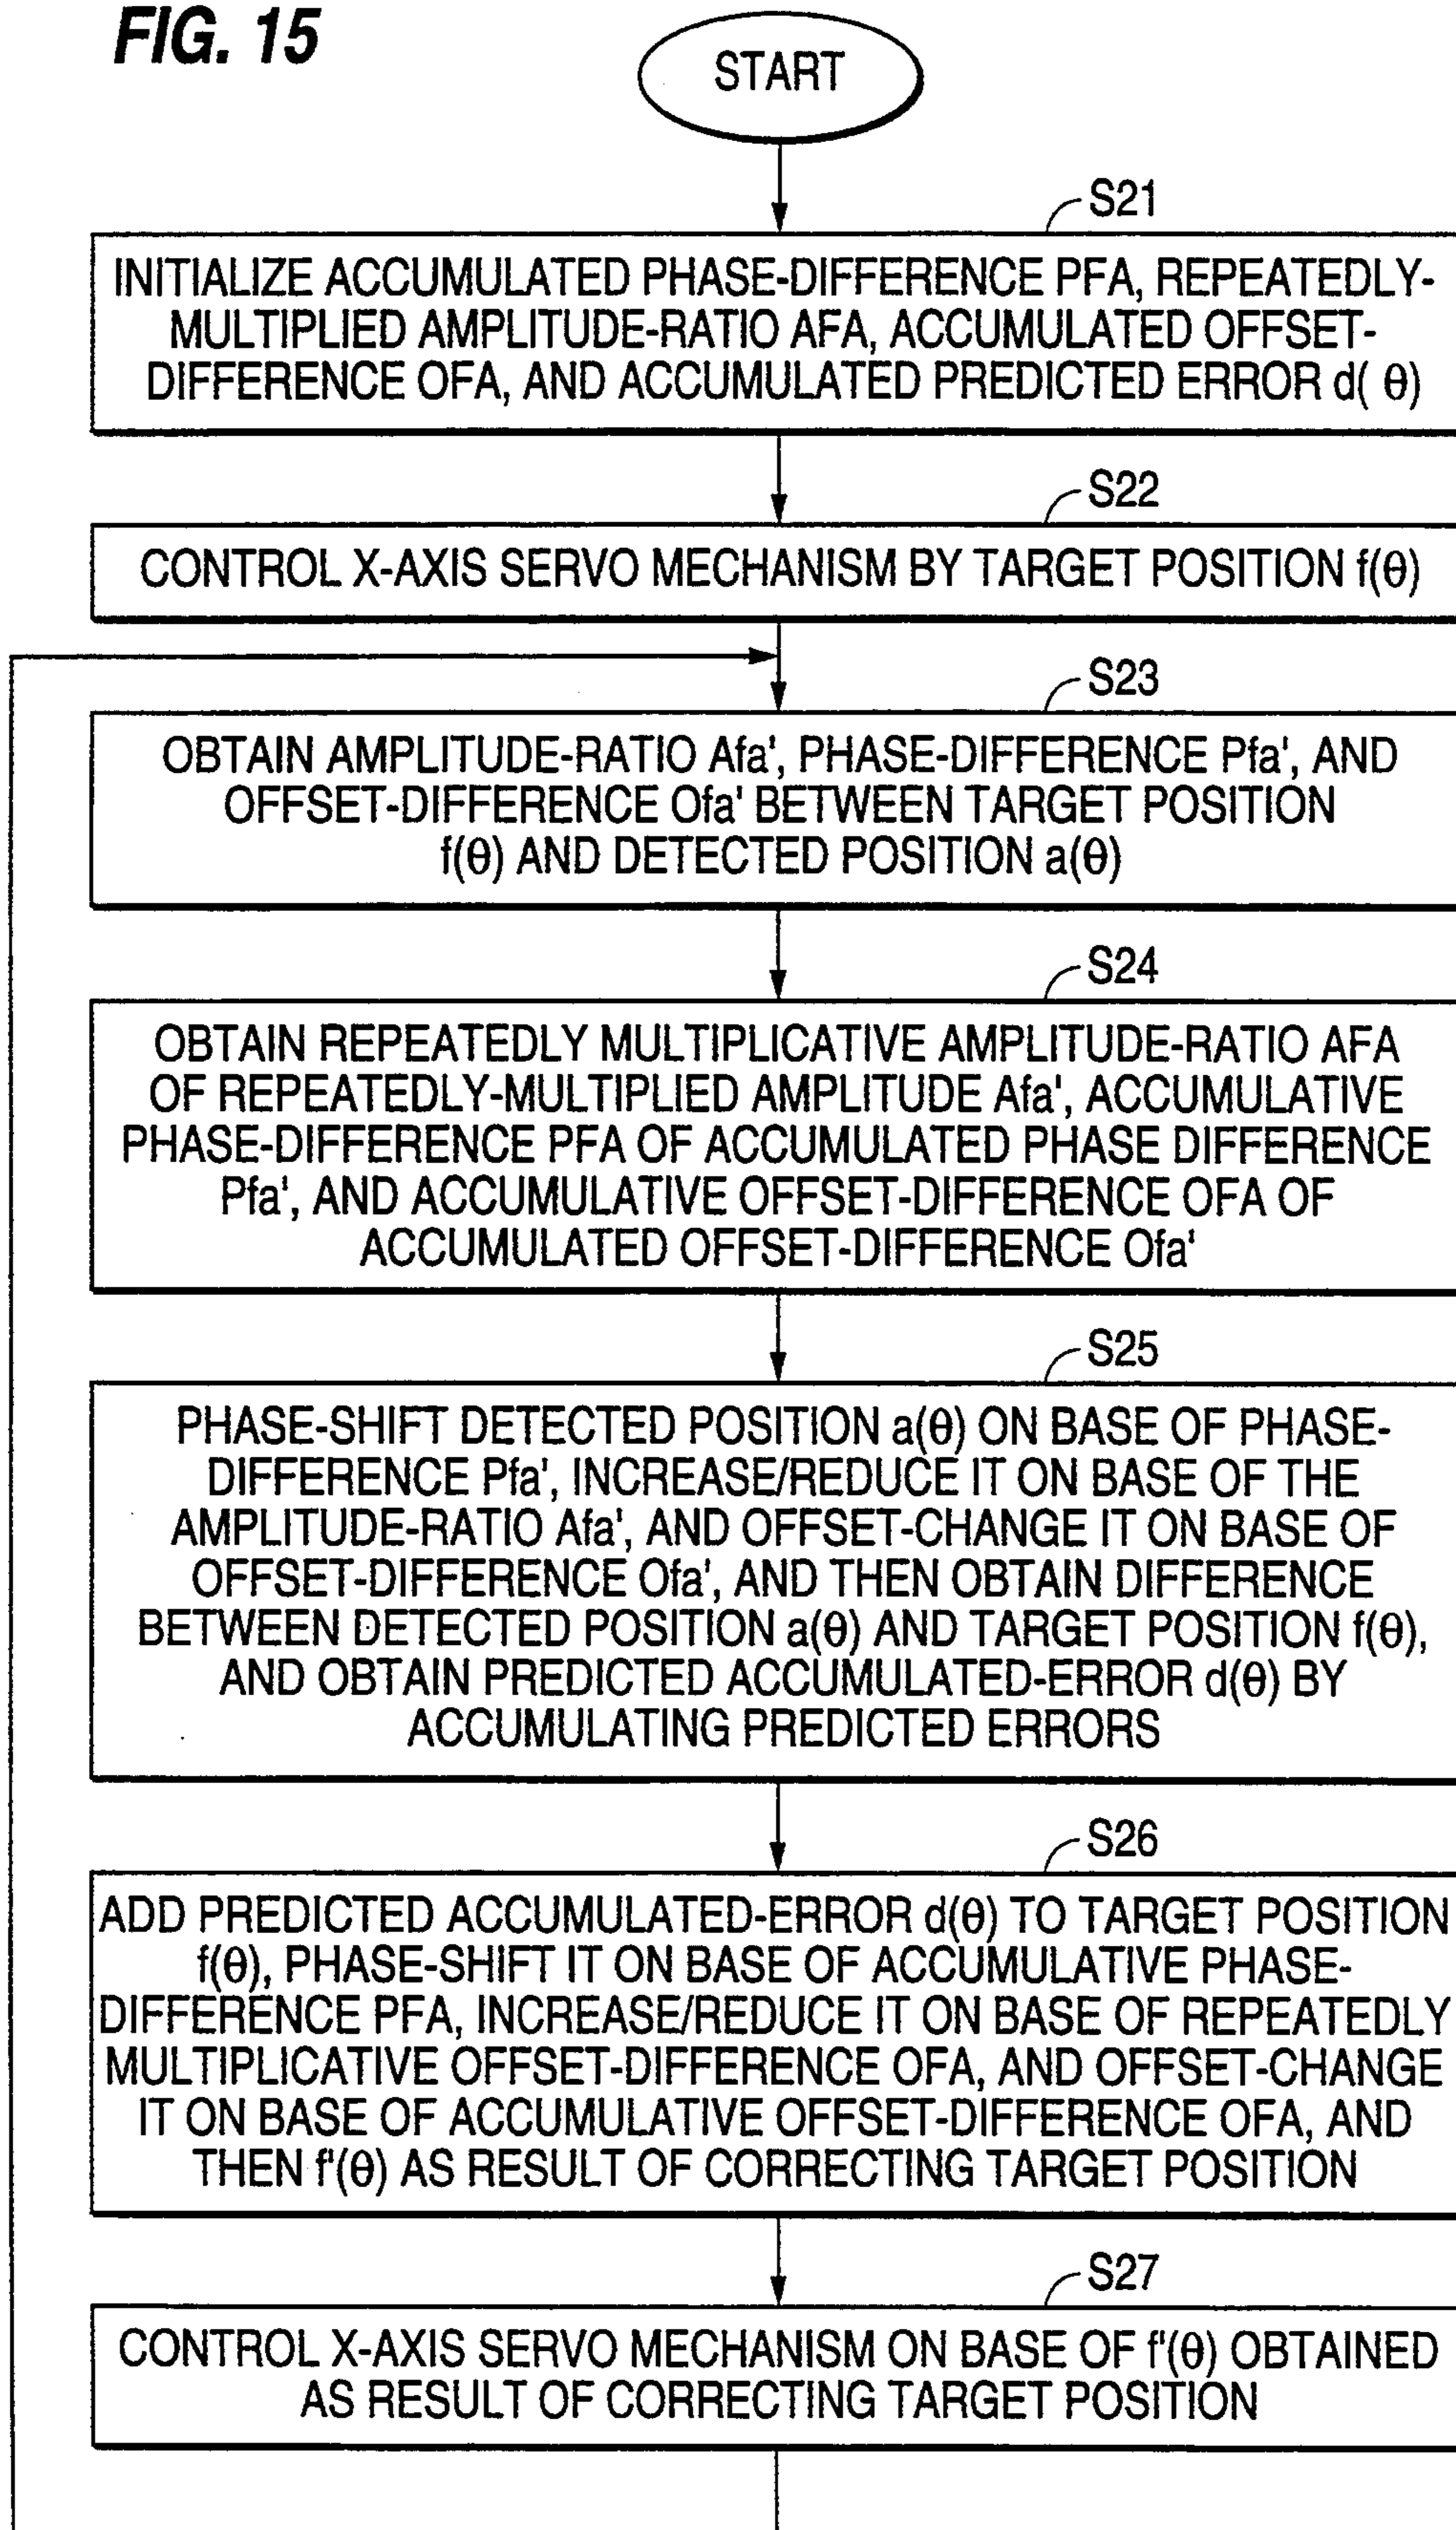 FIG. 15
START
S21
INITIALIZE ACCUMULATED PHASE-DIFFERENCE PFA, REPEATEDLY-
MULTIPLIED AMPLITUDE-RATIO AFA, ACCUMULATED OFFSET-
DIFFERENCE OFA, AND ACCUMULATED PREDICTED ERROR d( θ)
S22
CONTROL X-AXIS SERVO MECHANISM BY TARGET POSITION f(θ)
S23
OBTAIN AMPLITUDE-RATIO Afa', PHASE-DIFFERENCE Pfa', AND
OFFSET-DIFFERENCE Ofa' BETWEEN TARGET POSITION
f(θ) AND DETECTED POSITION a(θ)
S24
OBTAIN REPEATEDLY MULTIPLICATIVE AMPLITUDE-RATIO AFA
OF REPEATEDLY-MULTIPLIED AMPLITUDE Afa', ACCUMULATIVE
PHASE-DIFFERENCE PFA OF ACCUMULATED PHASE DIFFERENCE
Pfa', AND ACCUMULATIVE OFFSET-DIFFERENCE OFA OF
ACCUMULATED OFFSET-DIFFERENCE Ofa'
S25
PHASE-SHIFT DETECTED POSITION a(θ) ON BASE OF PHASE-
DIFFERENCE Pfa', INCREASE/REDUCE IT ON BASE OF THE
AMPLITUDE-RATIO Afa', AND OFFSET-CHANGE IT ON BASE OF
OFFSET-DIFFERENCE Ofa', AND THEN OBTAIN DIFFERENCE
BETWEEN DETECTED POSITION a(θ) AND TARGET POSITION f(θ),
AND OBTAIN PREDICTED ACCUMULATED-ERROR d(θ) BY
ACCUMULATING PREDICTED ERRORS
S26
ADD PREDICTED ACCUMULATED-ERROR d(θ) TO TARGET POSITION
f(θ), PHASE-SHIFT IT ON BASE OF ACCUMULATIVE PHASE-
DIFFERENCE PFA, INCREASE/REDUCE IT ON BASE OF REPEATEDLY
MULTIPLICATIVE OFFSET-DIFFERENCE OFA, AND OFFSET-CHANGE
IT ON BASE OF ACCUMULATIVE OFFSET-DIFFERENCE OFA, AND
THEN f'(θ) AS RESULT OF CORRECTING TARGET POSITION
S27
CONTROL X-AXIS SERVO MECHANISM ON BASE OF f'(θ) OBTAINED
AS RESULT OF CORRECTING TARGET POSITION